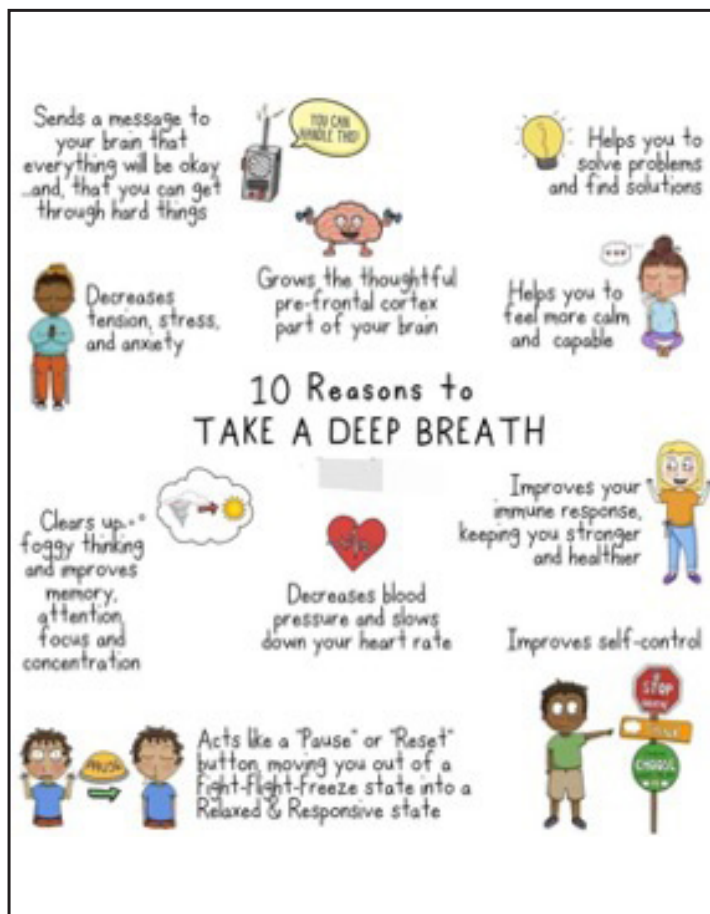 Sends a message to
your brain that
everything will be okay
...and, that you can get
through hard things
YOU CAN
HANDLE THIS!
Helps you to
solve problems
and find solutions
Decreases
tension, stress,
and anxiety
Grows the thoughtful
pre-frontal cortex
part of your brain
Helps you to
feel more calm
and capable
10 Reasons to
TAKE A DEEP BREATH
Clears up
foggy thinking
and improves
memory,
attention,
focus and
concentration
Decreases blood
pressure and slows
down your heart rate
Improves your
immune response,
keeping you stronger
and healthier
Improves self-control
STOP
THINK
CHOOSE
PAUSE
Acts like a "Pause" or "Reset"
button, moving you out of a
Fight-Flight-Freeze state into a
Relaxed & Responsive state